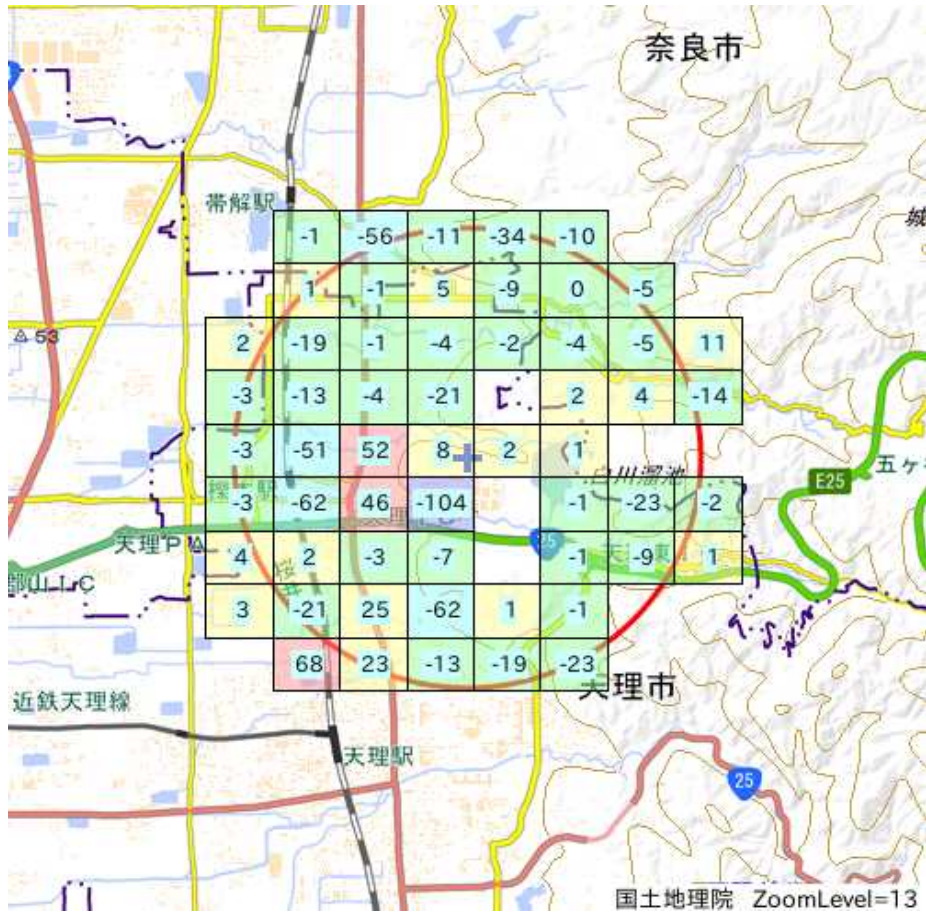 奈良市
帯解駅
城
-1 -56 -11 -34 -10
1 -1 5 -9 0 -5
53
2 -19 -1 -4 -2 -4 -5 11
-3 -13 -4 -21 2 4 -14
-3 -51 52 8 2 1
五ヶ
白川溜池
E25
-3 -62 46 -104 -1 -23 -2
天理PA
25
4 2 -3 -7 -1 -9 1
郡山IC
3 -21 25 -62 1 -1
68 23 -13 -19 -23
天理市
近鉄天理線
天理駅
25
国土地理院 ZoomLevel=13